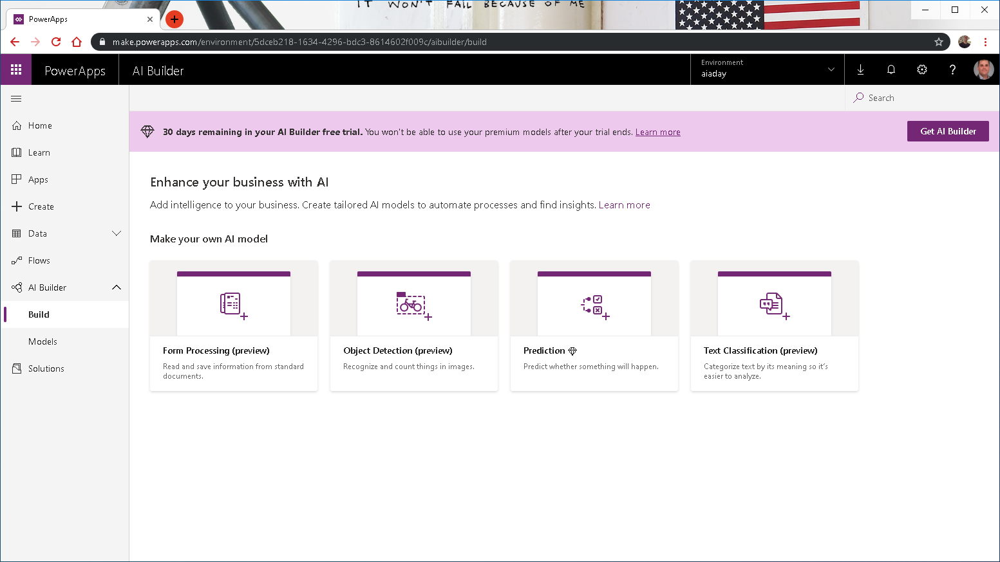 IT WON'T FAIL BECAUSE OF ME
PowerApps
make.powerapps.com/environment/5dceb218-1634-4296-bdc3-8614602f009c/aibuilder/build
PowerApps
AI Builder
Environment
aiaday
Search
Home
Learn
Apps
Create
Data
Flows
AI Builder
Build
Models
Solutions
30 days remaining in your AI Builder free trial. You won't be able to use your premium models after your trial ends. Learn more
Get AI Builder
Enhance your business with AI
Add intelligence to your business. Create tailored AI models to automate processes and find insights. Learn more
Make your own AI model
Form Processing (preview)
Read and save information from standard
documents.
Object Detection (preview)
Recognize and count things in images.
Prediction
Predict whether something will happen.
Text Classification (preview)
Categorize text by its meaning so it's
easier to analyze.